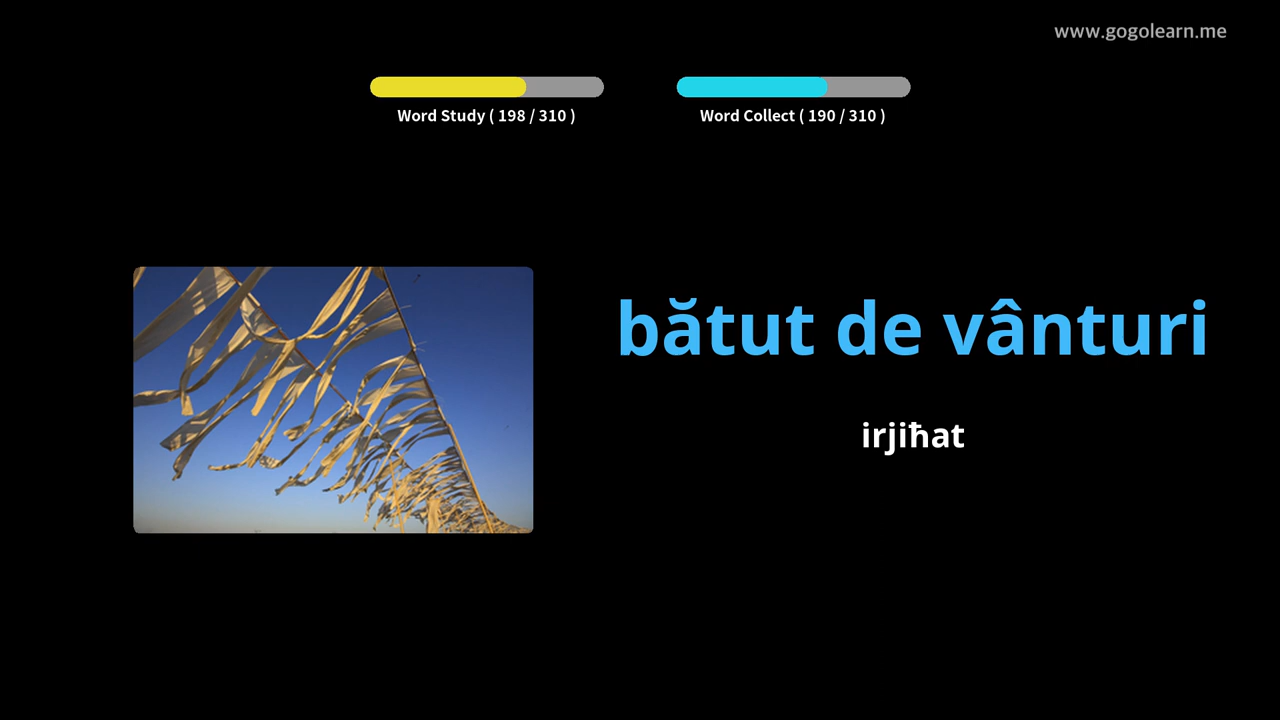 www.gogolearn.me
Word Study ( 198 / 310 )
Word Collect ( 190 / 310 )
bătut de vânturi
irjiħat